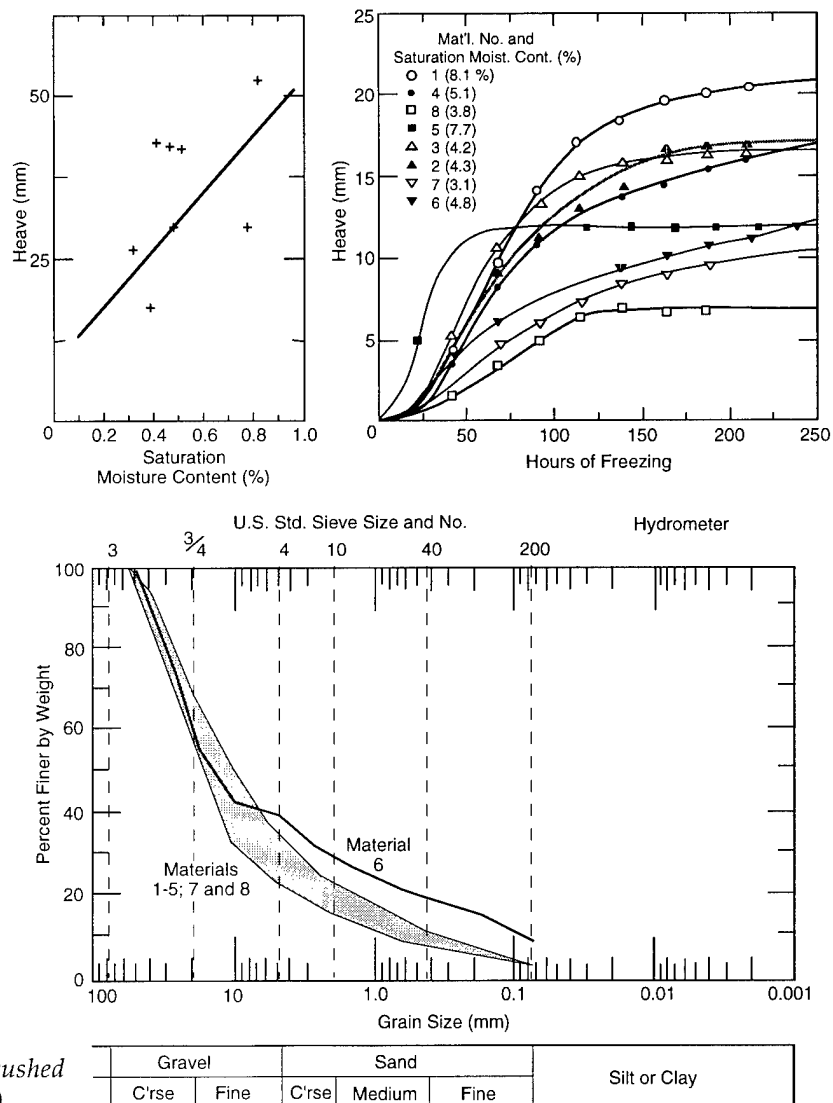 50
25
0
Heave (mm)
0
0.2
0.4
0.6
0.8
1.0
Saturation
Moisture Content (%)
25
20
15
10
5
Heave (mm)
Mat'l. No. and
Saturation Moist. Cont. (%)
1 (8.1 %)
4 (5.1)
8 (3.8)
5 (7.7)
3 (4.2)
2 (4.3)
7 (3.1)
6 (4.8)
0
50
100
150
200
250
Hours of Freezing
U.S. Std. Sieve Size and No.
Hydrometer
3
3/4
4
10
40
200
100
80
60
40
20
0
Percent Finer by Weight
Material
6
Materials
1-5; 7 and 8
100
10
1.0
0.1
0.01
0.001
Grain Size (mm)
ushed
Gravel
Sand
Silt or Clay
C'rse
Fine
C'rse
Medium
Fine